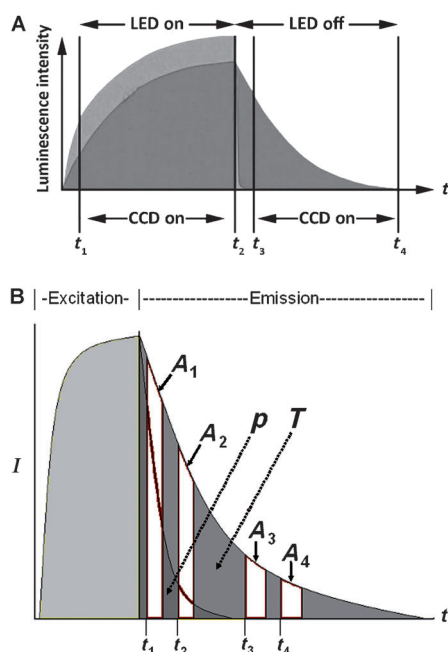 A
LED on LED off
Luminescence intensity
t
CCD on CCD on
t1 t2 t3 t4
B
-Excitation- ----------Emission----------
A1
A2
p T
I
A3
A4
t
t1 t2 t3 t4